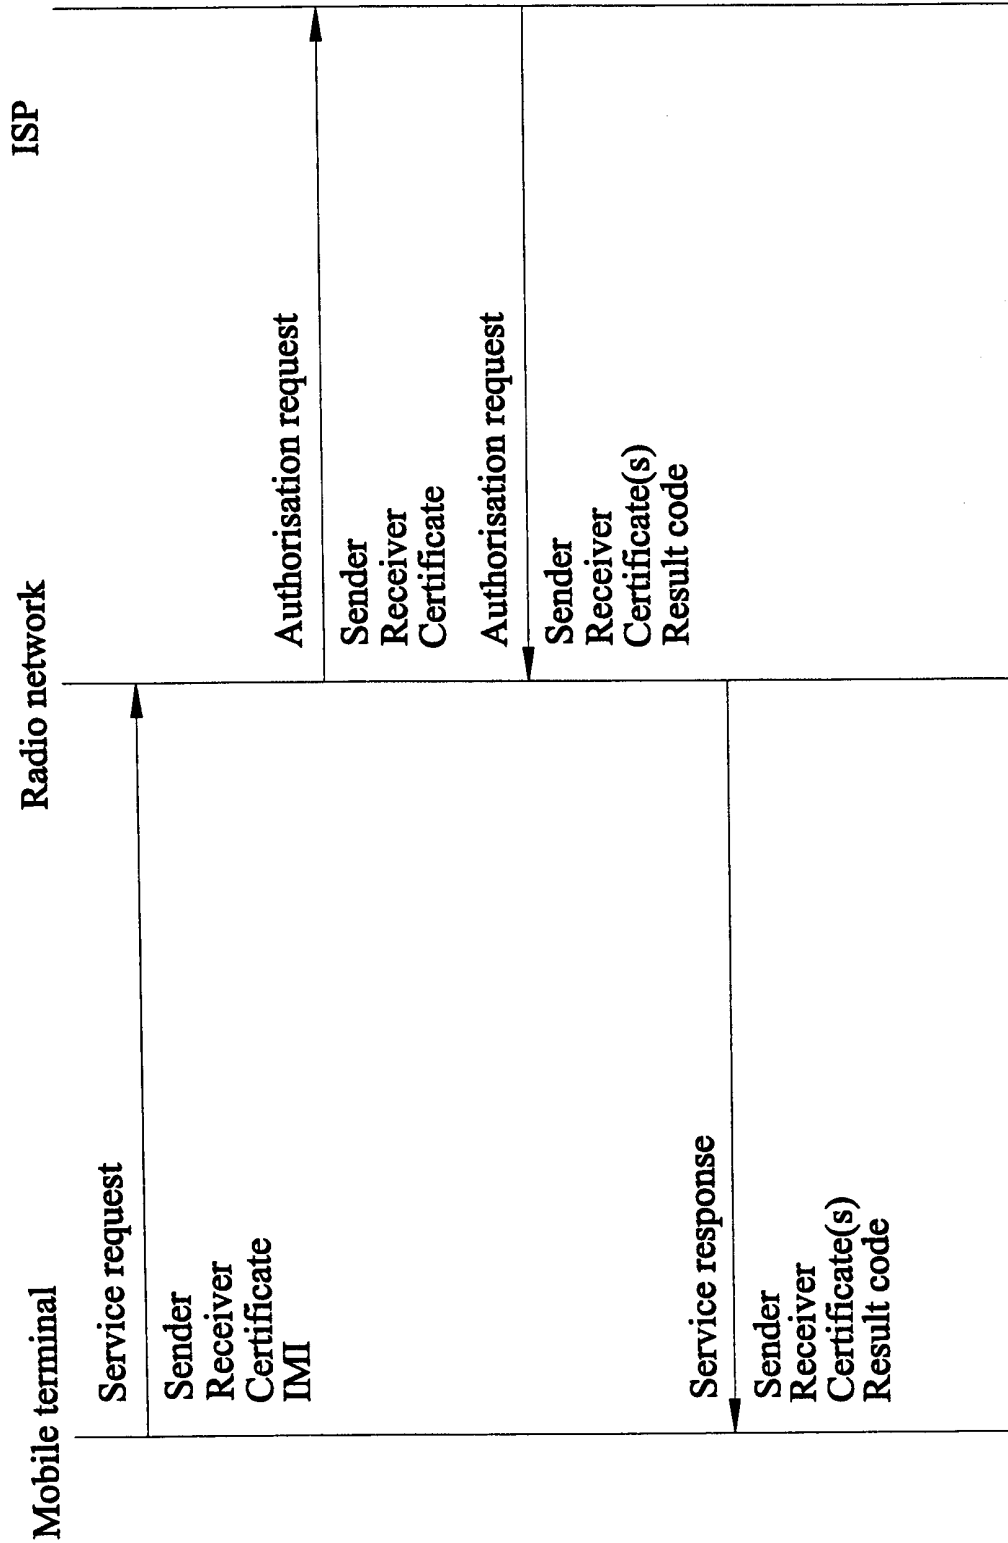 Mobile terminal
Radio network
ISP
Service request
Sender
Receiver
Certificate
IMI
Authorisation request
Sender
Receiver
Certificate
Authorisation request
Sender
Receiver
Certificate(s)
Result code
Service response
Sender
Receiver
Certificate(s)
Result code